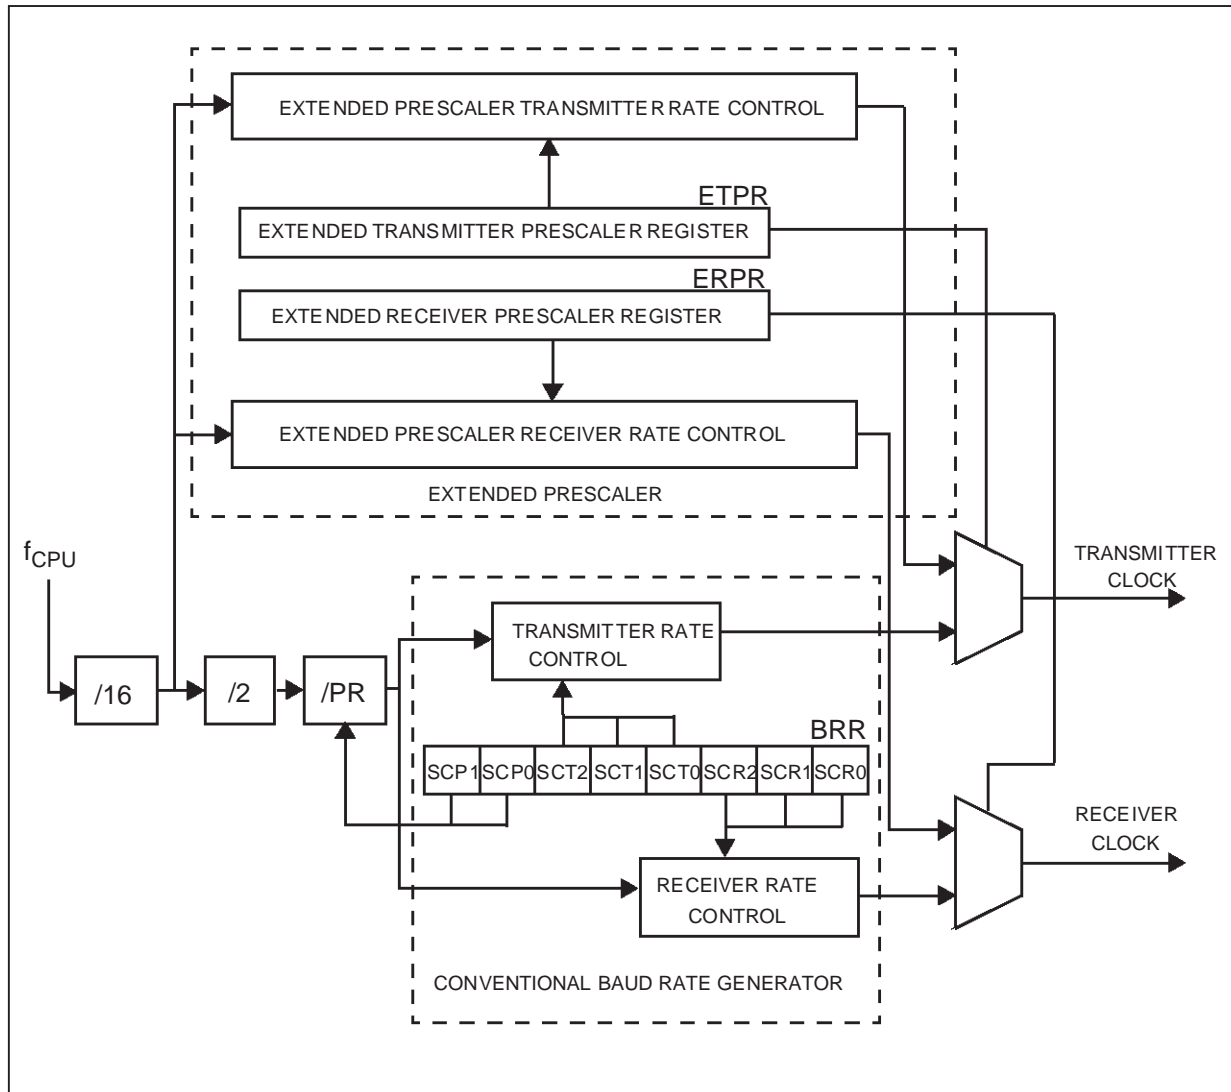 EXTENDED PRESCALER TRANSMITTER RATE CONTROL
ETPR
EXTENDED TRANSMITTER PRESCALER REGISTER
ERPR
EXTENDED RECEIVER PRESCALER REGISTER
EXTENDED PRESCALER RECEIVER RATE CONTROL
EXTENDED PRESCALER
fCPU
TRANSMITTER
CLOCK
TRANSMITTER RATE
CONTROL
/16
/2
/PR
BRR
SCP1 SCP0 SCT2 SCT1 SCT0 SCR2 SCR1 SCR0
RECEIVER
CLOCK
RECEIVER RATE
CONTROL
CONVENTIONAL BAUD RATE GENERATOR